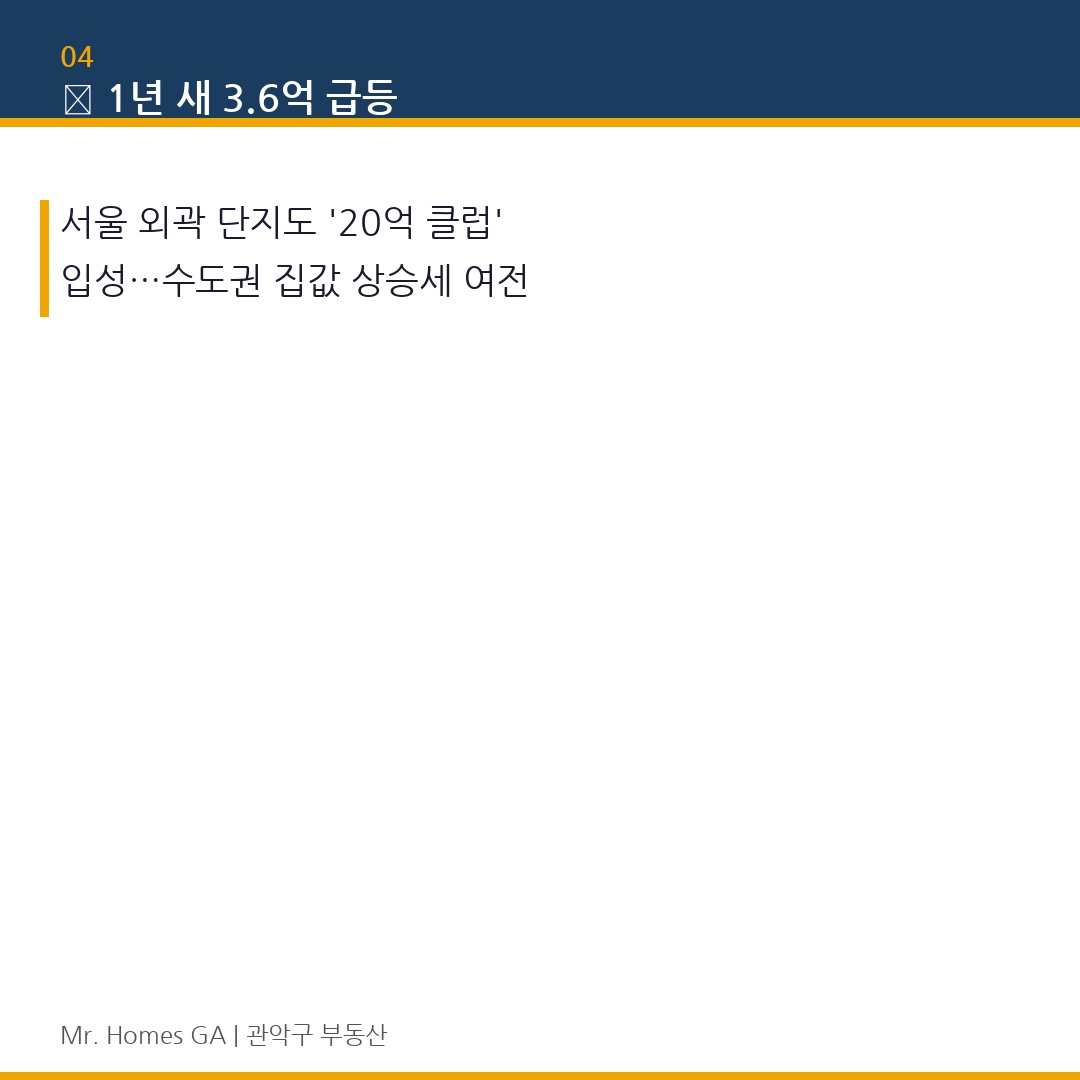 04
1년 새 3.6억 급등
서울 외곽 단지도 '20억 클럽'
입성…수도권 집값 상승세 여전
Mr. Homes GA | 관악구 부동산